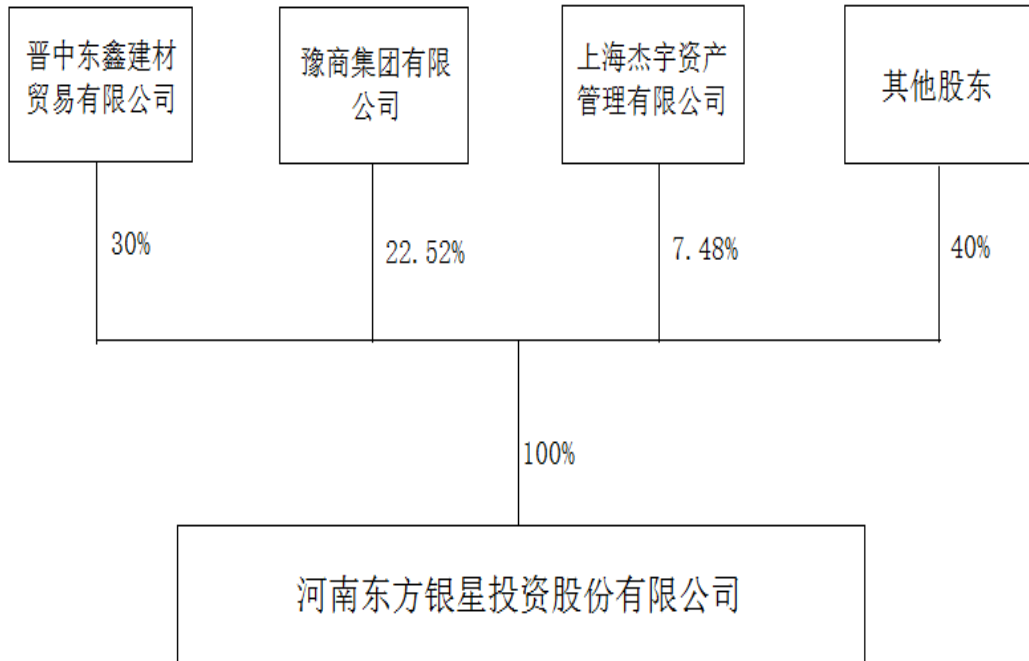 晋中东鑫建材
贸易有限公司
豫商集团有限
公司
上海杰宇资产
管理有限公司
其他股东
30%
22.52%
7.48%
40%
100%
河南东方银星投资股份有限公司